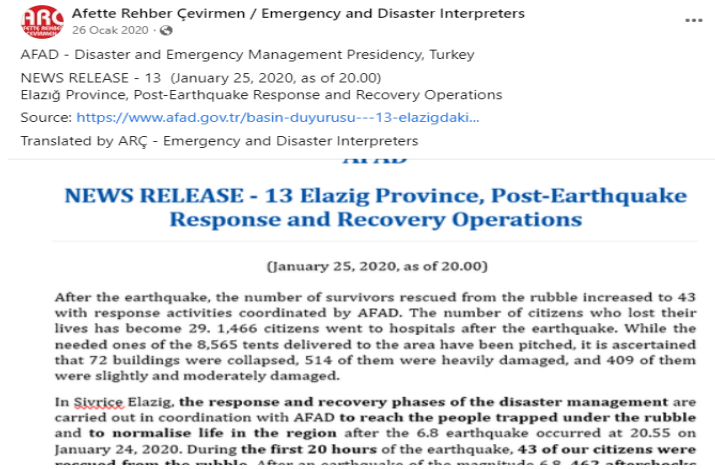 ARÇ
AFETTE REHBER
ÇEVİRMEN
Afette Rehber Çevirmen / Emergency and Disaster Interpreters
26 Ocak 2020 ·
AFAD - Disaster and Emergency Management Presidency, Turkey
NEWS RELEASE - 13 (January 25, 2020, as of 20.00)
Elazığ Province, Post-Earthquake Response and Recovery Operations
Source: https://www.afad.gov.tr/basin-duyurusu---13-elazigdaki...
Translated by ARÇ - Emergency and Disaster Interpreters
AFAD
NEWS RELEASE - 13 Elazig Province, Post-Earthquake
Response and Recovery Operations
(January 25, 2020, as of 20.00)
After the earthquake, the number of survivors rescued from the rubble increased to 43
with response activities coordinated by AFAD. The number of citizens who lost their
lives has become 29. 1,466 citizens went to hospitals after the earthquake. While the
needed ones of the 8,565 tents delivered to the area have been pitched, it is ascertained
that 72 buildings were collapsed, 514 of them were heavily damaged, and 409 of them
were slightly and moderately damaged.
In Sivrice Elazig, the response and recovery phases of the disaster management are
carried out in coordination with AFAD to reach the people trapped under the rubble
and to normalise life in the region after the 6.8 earthquake occurred at 20.55 on
January 24, 2020. During the first 20 hours of the earthquake, 43 of our citizens were
rescued from the rubble. After an earthquake of the magnitude 6.8, 462 aftershocks